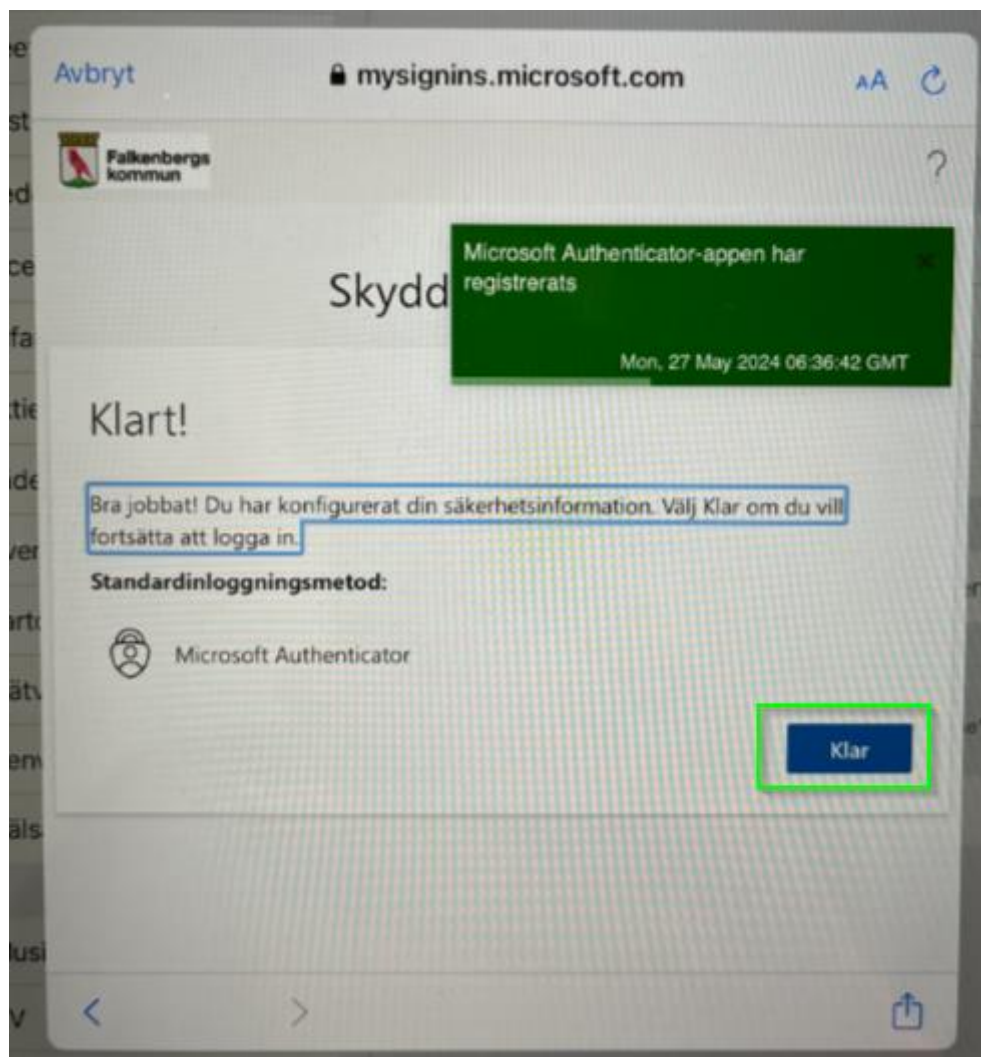 Avbryt
mysignins.microsoft.com
AA
Falkenbergs
kommun
?
Microsoft Authenticator-appen har
registrerats
Mon, 27 May 2024 06:36:42 GMT
Skydd
Klart!
Bra jobbat! Du har konfigurerat din säkerhetsinformation. Välj Klar om du vill
fortsätta att logga in.
Standardinloggningsmetod:
Microsoft Authenticator
Klar